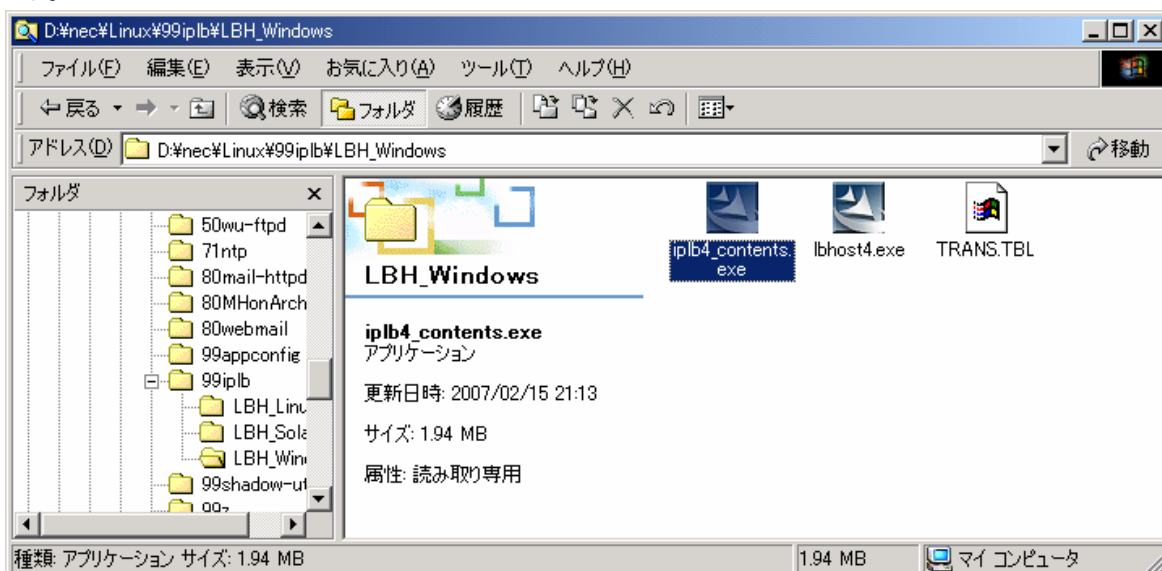 D:¥nec¥Linux¥99iplb¥LBH_Windows
ファイル(F) 編集(E) 表示(V) お気に入り(A) ツール(T) ヘルプ(H)
戻る 検索 フォルダ 履歴
アドレス(D) D:¥nec¥Linux¥99iplb¥LBH_Windows 移動
フォルダ
50wu-ftpd
71ntp
80mail-httpd
80MHonArch
80webmail
99appconfig
99iplb
LBH_Linu
LBH_Sola
LBH_Win
99shadow-ut
LBH_Windows
iplb4_contents.exe
アプリケーション
更新日時: 2007/02/15 21:13
サイズ: 1.94 MB
属性: 読み取り専用
iplb4_contents.
exe
lbhost4.exe
TRANS.TBL
種類: アプリケーション サイズ: 1.94 MB
1.94 MB
マイ コンピュータ